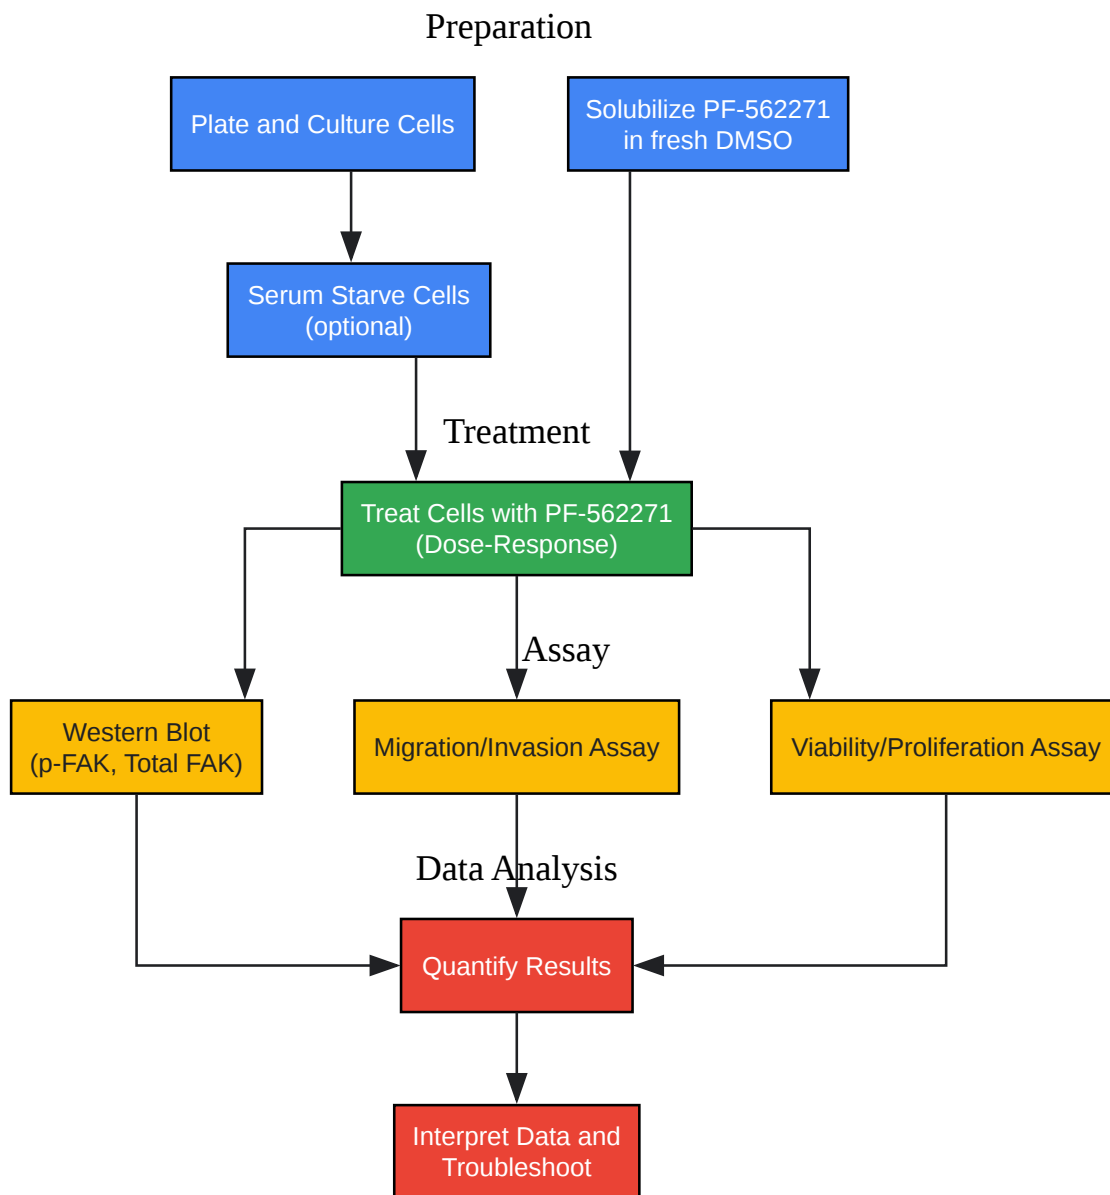 Preparation
Plate and Culture Cells
Solubilize PF-562271
in fresh DMSO
Serum Starve Cells
(optional)
Treatment
Treat Cells with PF-562271
(Dose-Response)
Assay
Western Blot
(p-FAK, Total FAK)
Migration/Invasion Assay
Viability/Proliferation Assay
Data Analysis
Quantify Results
Interpret Data and
Troubleshoot